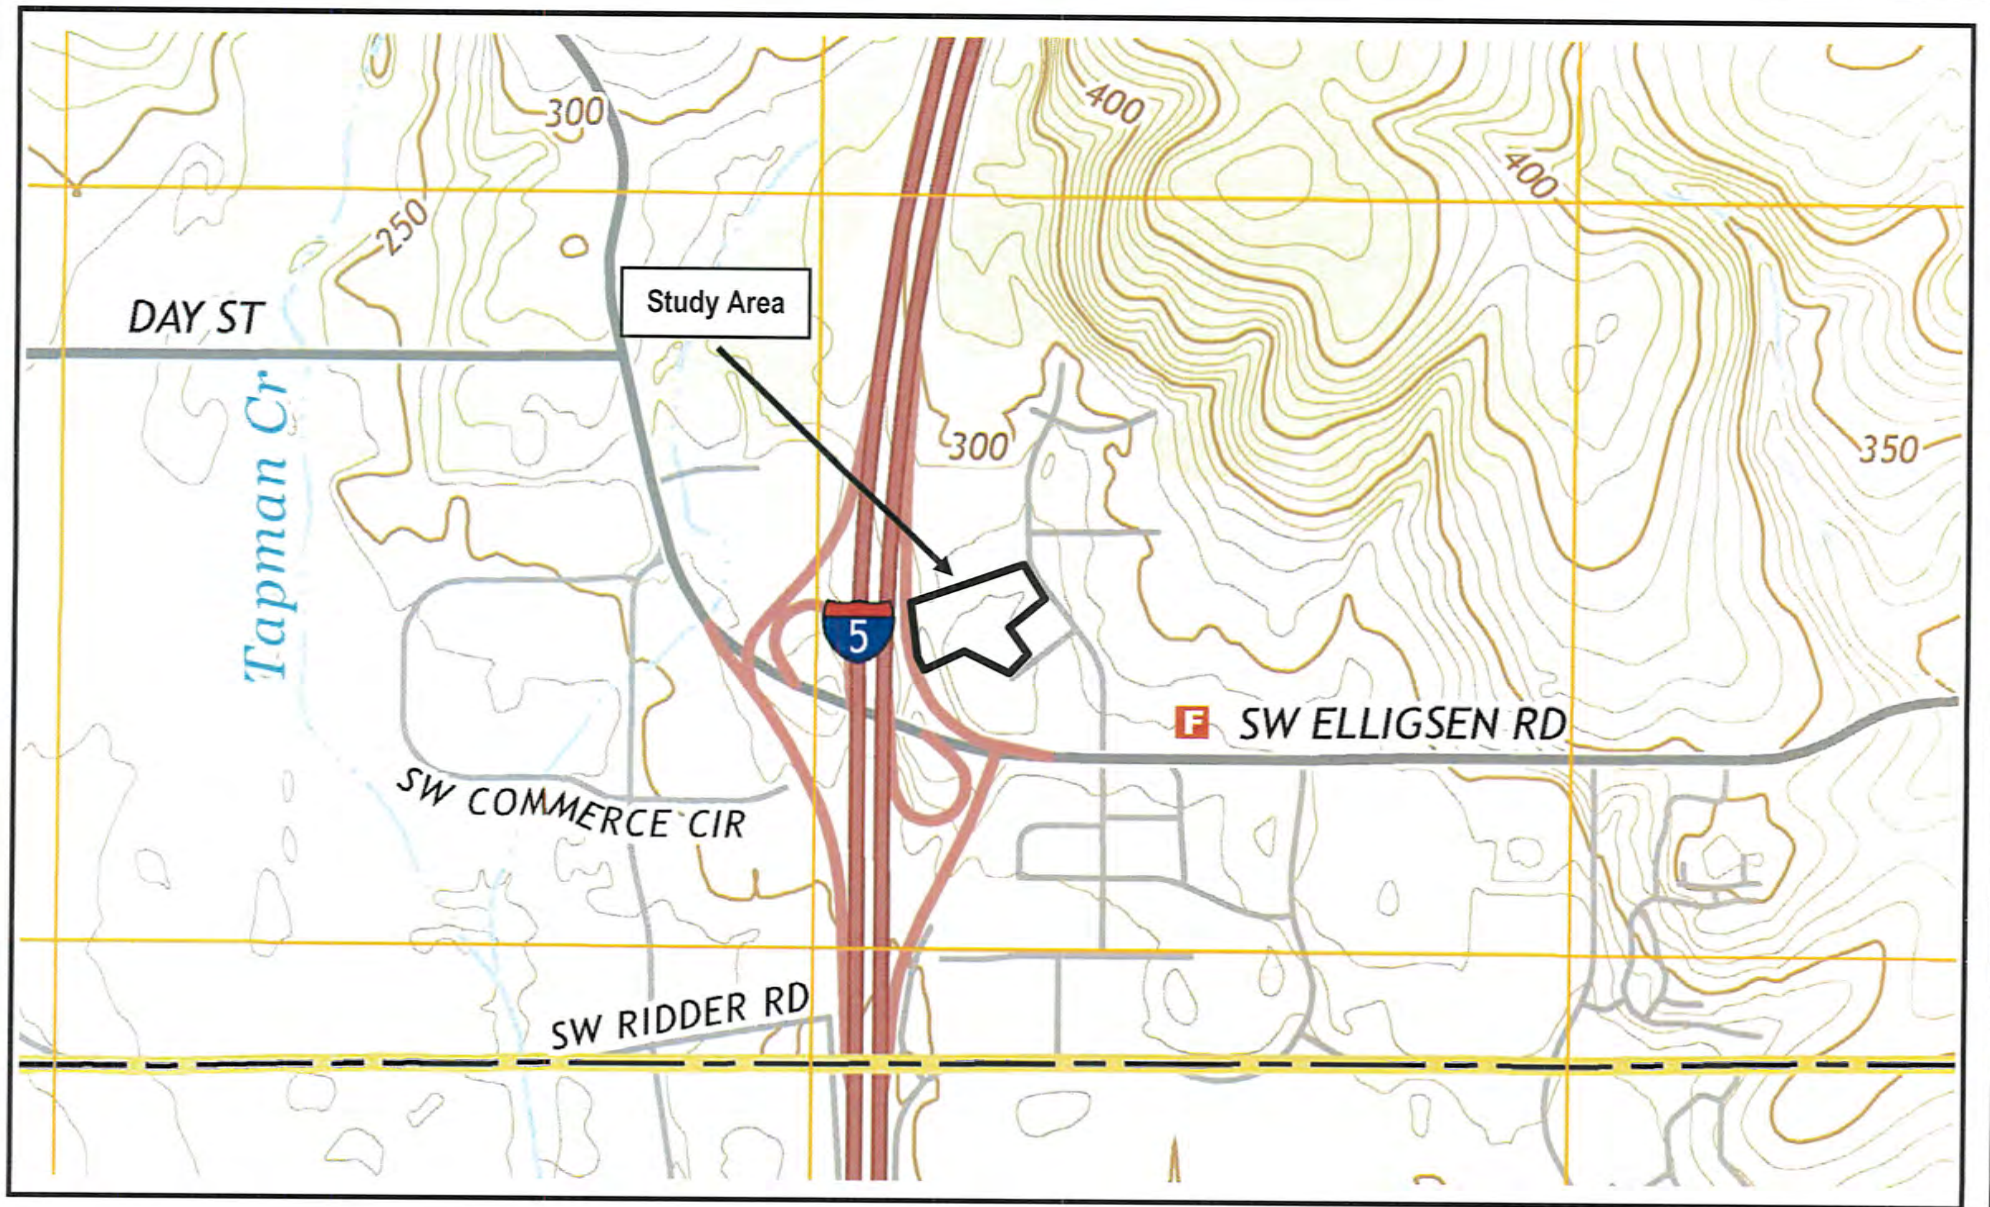 300
400
400
250
Study Area
DAY ST
Tapman Cr
300
350
5
F
SW ELLIGSEN RD
SW COMMERCE CIR
SW RIDDER RD